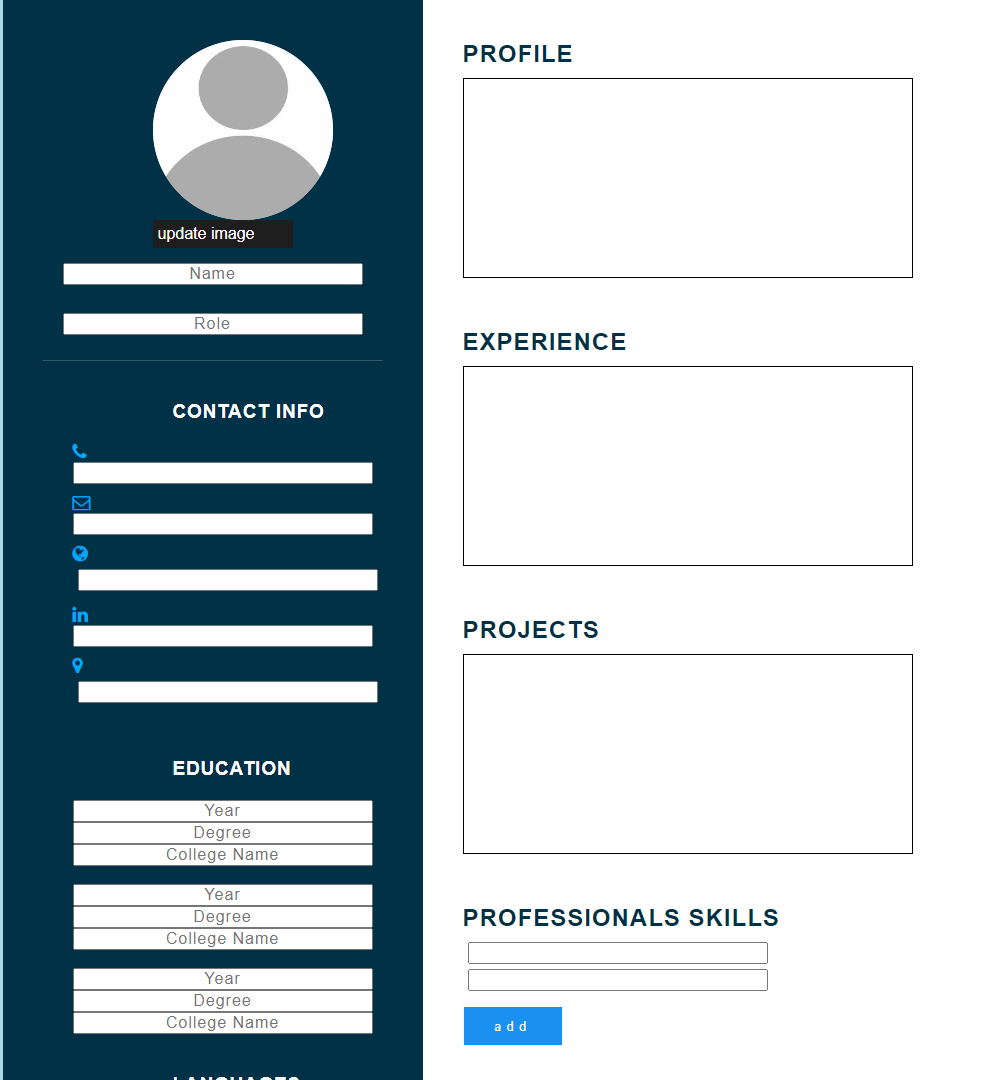 update image
Name
Role
CONTACT INFO
EDUCATION
Year
Degree
College Name
Year
Degree
College Name
Year
Degree
College Name
LANGUAGES
PROFILE
EXPERIENCE
PROJECTS
PROFESSIONALS SKILLS
add